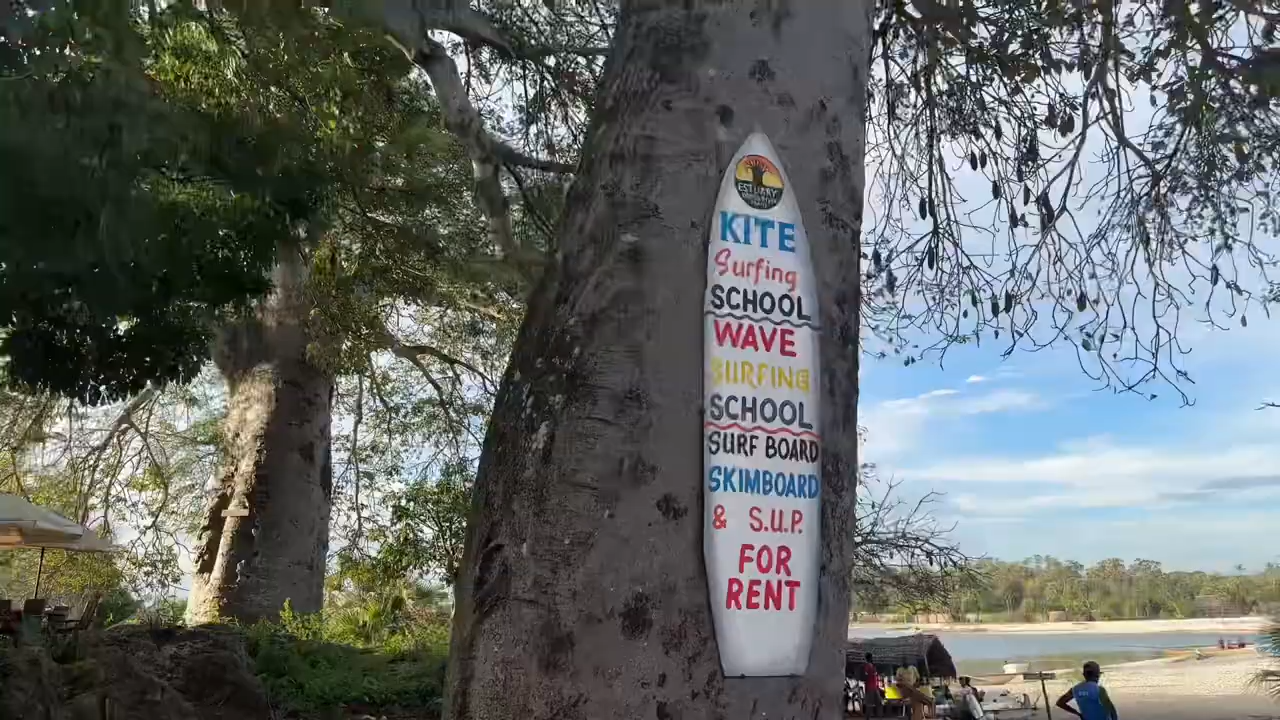 ESTUARY
KITE
Surfing
SCHOOL
WAVE
SURFING
SCHOOL
SURF BOARD
SKIMBOARD
& S.U.P.
FOR
RENT